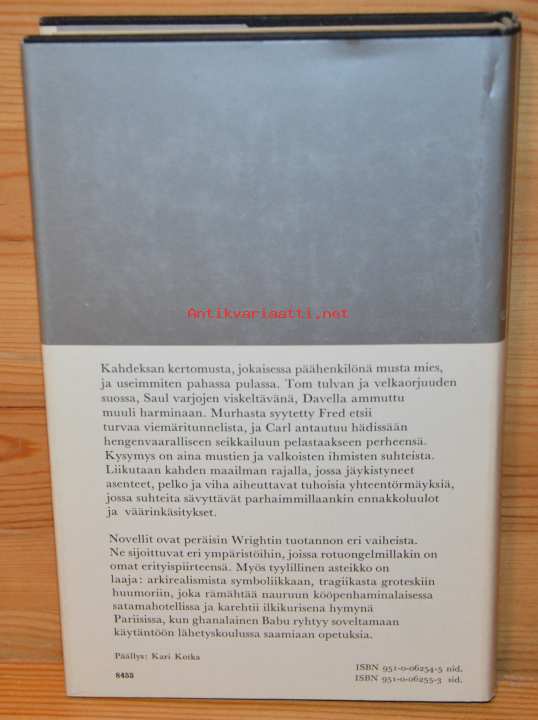 Antikvariaatti.net
Kahdeksan kertomusta, jokaisessa päähenkilönä musta mies,
ja useimmiten pahassa pulassa. Tom tulvan ja velkaorjuuden
suossa, Saul varjojen viskeltävänä, Davella ammuttu
muuli harminaan. Murhasta syytetty Fred etsii
turvaa viemäritunnelista, ja Carl antautuu hädissään
hengenvaaralliseen seikkailuun pelastaakseen perheensä.
Kysymys on aina mustien ja valkoisten ihmisten suhteista.
Liikutaan kahden maailman rajalla, jossa jäykistyneet
asenteet, pelko ja viha aiheuttavat tuhoisia yhteentörmäyksiä,
jossa suhteita sävyttävät parhaimmillaankin ennakkoluulot
ja väärinkäsitykset.
Novellit ovat peräisin Wrightin tuotannon eri vaiheista.
Ne sijoittuvat eri ympäristöihin, joissa rotuongelmillakin on
omat erityispiirteensä. Myös tyylillinen asteikko on
laaja: arkirealismista symboliikkaan, tragiikasta groteskiin
huumoriin, joka rämähtää nauruun kööpenhaminalaisessa
satamahotellissa ja karehtii ilkikurisena hymynä
Pariisissa, kun ghanalainen Babu ryhtyy soveltamaan
käytäntöön lähetyskoulussa saamiaan opetuksia.
Päällys: Kari Kotka
8455
ISBN 951-0-06254-5 nid.
ISBN 951-0-06255-3 sid.